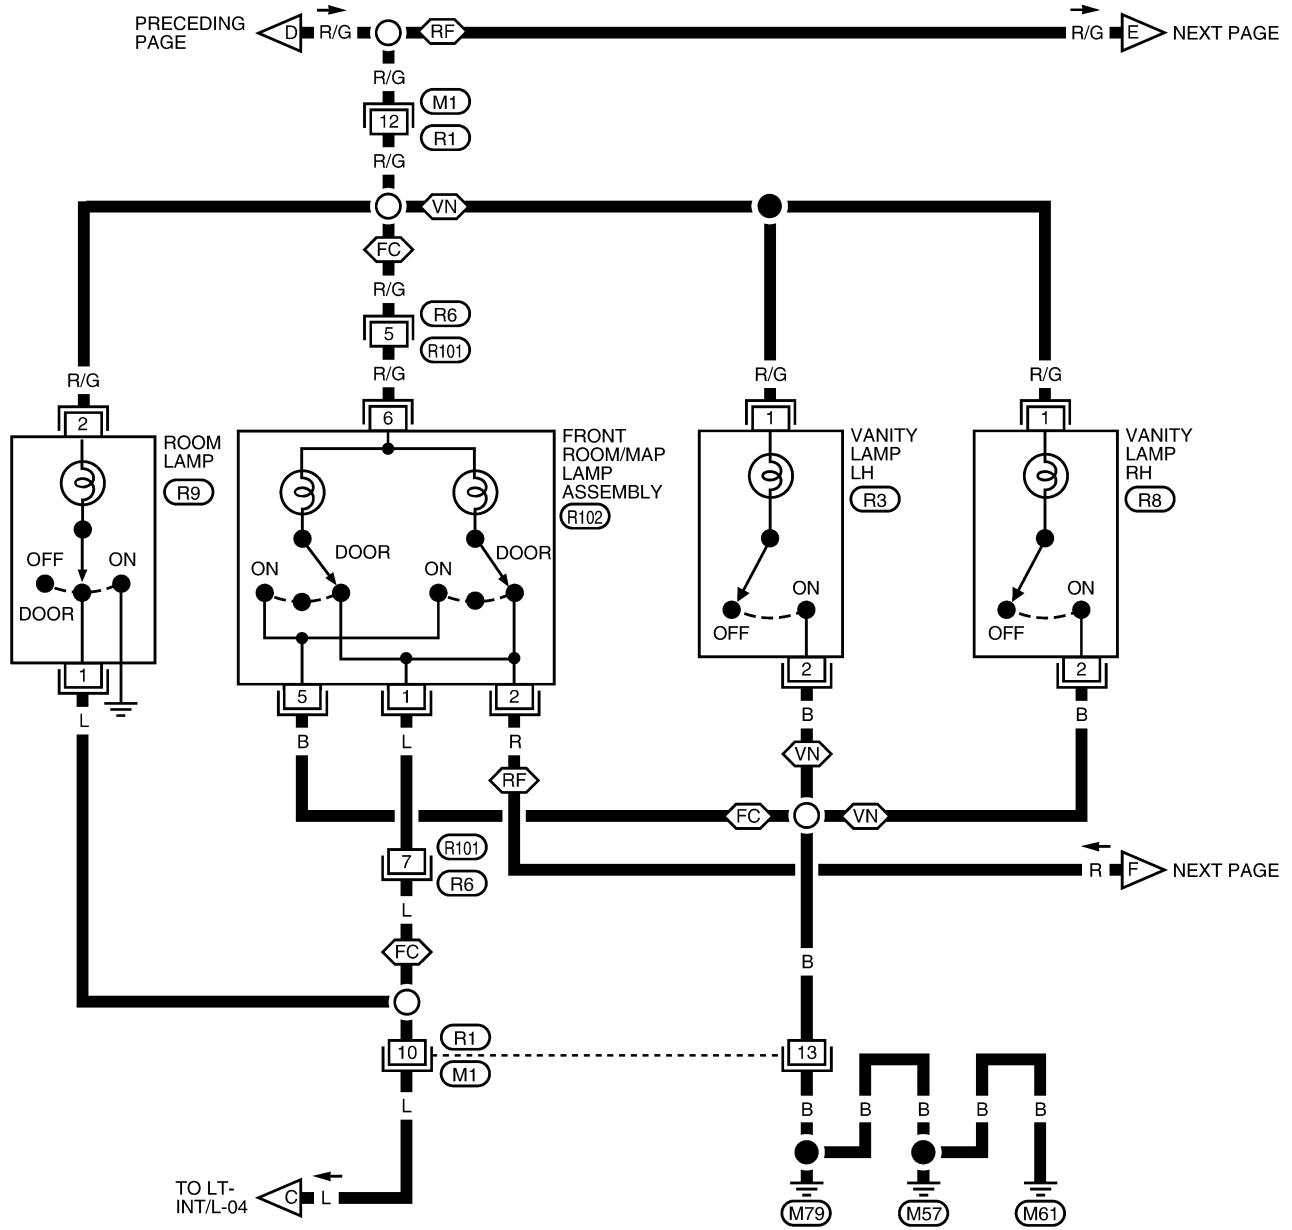 PRECEDING
PAGE
D
R/G
RF
R/G
E
NEXT PAGE
R/G
12
M1
R1
R/G
VN
FC
R/G
5
R6
R101
R/G
R/G
R/G
R/G
2
6
1
1
ROOM
LAMP
R9
OFF
ON
DOOR
1
L
FRONT
ROOM/MAP
LAMP
ASSEMBLY
R102
ON
DOOR
ON
DOOR
5
1
2
B
L
R
RF
VANITY
LAMP
LH
R3
ON
OFF
2
B
VN
VANITY
LAMP
RH
R8
ON
OFF
2
B
FC
VN
7
R101
R6
R
F
NEXT PAGE
L
FC
B
10
R1
M1
13
L
B
B
B
B
B
TO LT-
INT/L-04
C
L
M79
M57
M61